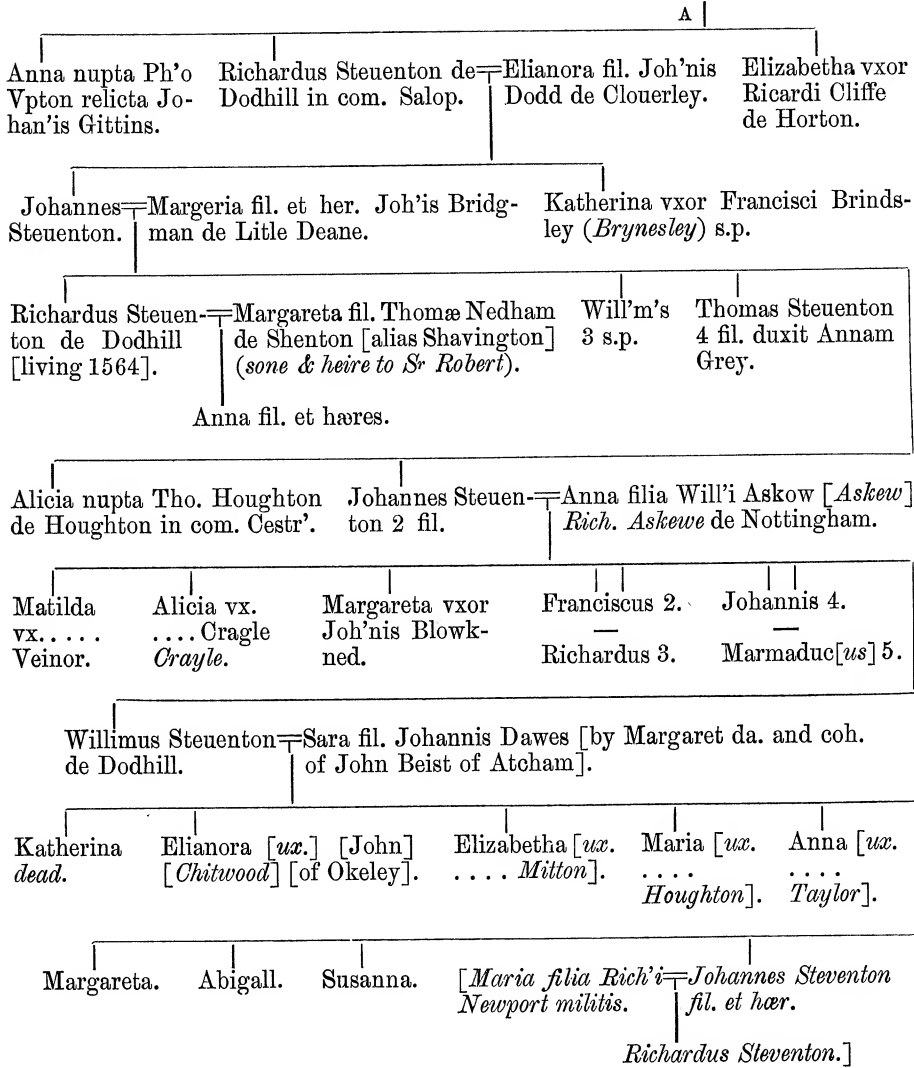 A
Anna nupta Ph'o
Vpton relicta Jo-
han'is Gittins.
Richardus Steuenton de
Dodhill in com. Salop.
Elianora fil. Joh'nis
Dodd de Clouerley.
Elizabetha vxor
Ricardi Cliffe
de Horton.
Johannes
Steuenton.
Margeria fil. et her. Joh'is Bridg-
man de Litle Deane.
Katherina vxor Francisci Brinds-
ley (Brynesley) s.p.
Richardus Steuen-
ton de Dodhill
[living 1564].
Margareta fil. Thomæ Nedham
de Shenton [alias Shavington]
(sone & heire to Sr Robert).
Will'm's
3 s.p.
Thomas Steuenton
4 fil. duxit Annam
Grey.
Anna fil. et hæres.
Alicia nupta Tho. Houghton
de Houghton in com. Cestr'.
Johannes Steuen-
ton 2 fil.
Anna filia Will'i Askow [Askew]
Rich. Askewe de Nottingham.
Matilda
vx.....
Veinor.
Alicia vx.
....Cragle
Crayle.
Margareta vxor
Joh'nis Blowk-
ned.
Franciscus 2.
—
Richardus 3.
Johannis 4.
—
Marmaduc[us] 5.
Willimus Steuenton
de Dodhill.
Sara fil. Johannis Dawes [by Margaret da. and coh.
of John Beist of Atcham].
Katherina
dead.
Elianora [ux.] [John]
[Chitwood] [of Okeley].
Elizabetha [ux.
.... Mitton].
Maria [ux.
....
Houghton].
Anna [ux.
....
Taylor].
Margareta.
Abigall.
Susanna.
[Maria filia Rich'i
Newport militis.
Johannes Steventon
fil. et hær.
Richardus Steventon.]